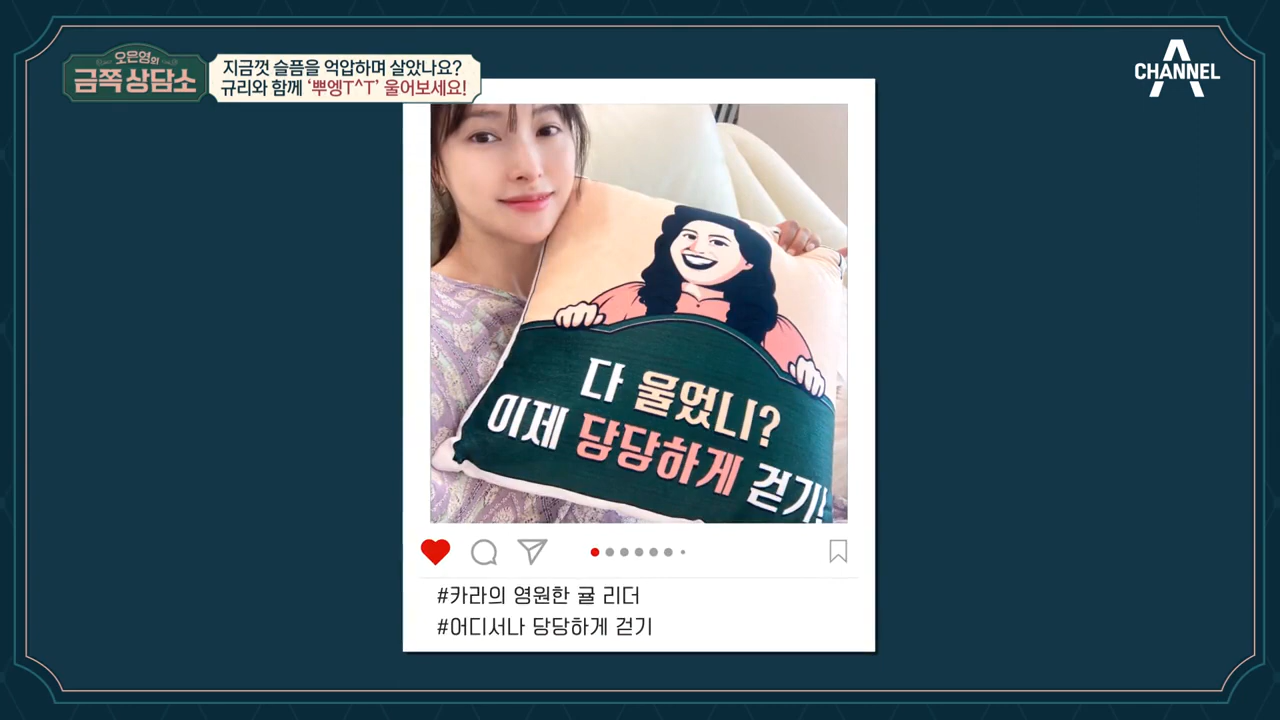 오은영의
금쪽 상담소
지금껏 슬픔을 억압하며 살았나요?
규리와 함께 '뿌엥T^T' 울어보세요!
CHANNEL A
다 울었니?
이제 당당하게 걷기!
#카라의 영원한 귤 리더
#어디서나 당당하게 걷기